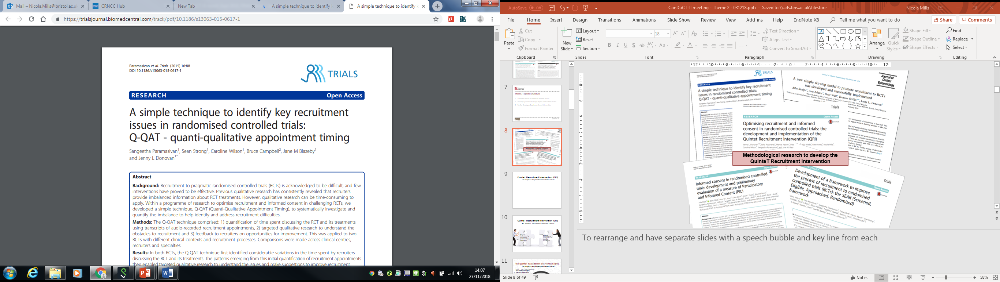 Mail – Nicola.Mills@bristol.ac.u
CRNCC Hub
New Tab
A simple technique to identify
A simple technique to identify
https://trialsjournal.biomedcentral.com/track/pdf/10.1186/s13063-015-0617-1
Paramasivan et al. Trials (2015) 16:88
DOI 10.1186/s13063-015-0617-1
TRIALS
RESEARCH Open Access
A simple technique to identify key recruitment
issues in randomised controlled trials:
Q-QAT - quanti-qualitative appointment timing
Sangeetha Paramasivan1, Sean Strong1, Caroline Wilson1, Bruce Campbell2, Jane M Blazeby1
and Jenny L Donovan1*
Abstract
Background: Recruitment to pragmatic randomised controlled trials (RCTs) is acknowledged to be difficult, and few
interventions have proved to be effective. Previous qualitative research has consistently revealed that recruiters
provide imbalanced information about RCT treatments. However, qualitative research can be time-consuming to
apply. Within a programme of research to optimise recruitment and informed consent in challenging RCTs, we
developed a simple technique, Q-QAT (Quanti-Qualitative Appointment Timing), to systematically investigate and
quantify the imbalance to help identify and address recruitment difficulties.
Methods: The Q-QAT technique comprised: 1) quantification of time spent discussing the RCT and its treatments
using transcripts of audio-recorded recruitment appointments, 2) targeted qualitative research to understand the
obstacles to recruitment and 3) feedback to recruiters on opportunities for improvement. This was applied to two
RCTs with different clinical contexts and recruitment processes. Comparisons were made across clinical centres,
recruiters and specialties.
Results: In both RCTs, the Q-QAT technique first identified considerable variations in the time spent by recruiters
discussing the RCT and its treatments. The patterns emerging from this initial quantification of recruitment appointments
then enabled targeted qualitative research to understand the issues and make suggestions to improve recruitment
14:07
27/11/2018
AutoSave Off
ConDuCT-II meeting - Theme 2 - 031218.pptx - Saved to \\ads.bris.ac.uk\filestore
Nicola Mills
File Home Insert Design Transitions Animations Slide Show Review View Add-ins Help EndNote X8 Tell me what you want to do Share Comments
Paste
Cut
Copy
Format Painter
Clipboard
New
Slide
Layout
Reset
Section
Slides
18
Font
Text Direction
Align Text
Convert to SmartArt
Paragraph
Arrange
Quick
Styles
Shape Fill
Shape Outline
Shape Effects
Drawing
Find
Replace
Select
Editing
7
Theme 2 : Specific Objectives
8
9
QuinteT Recruitment Intervention (QRI)
10
QuinteT Recruitment Intervention (QRI)
11
The QuinteT Recruitment Intervention (QRI)
TRIALS
RESEARCH Open Access
A simple technique to identify key recruitment
issues in randomised controlled trials:
Q-QAT - quanti-qualitative appointment timing
Journal of
Clinical
Epidemiology
A new simple six-step model to promote recruitment to RCTs
was developed and successfully implemented
Alba Realpe, Ann Adams, Peter Wall, Damian Griffin, Jenny L. Donovan
Trials
RESEARCH Open Access
Optimising recruitment and informed
consent in randomised controlled trials: the
development and implementation of the
Quintet Recruitment Intervention (QRI)
Methodological research to develop the
QuinteT Recruitment Intervention
RESEARCH Open Access
Informed consent in randomised controlled
trials: development and preliminary
evaluation of a measure of Participatory
and Informed Consent (PIC)
Trials
Open Access
Development of a framework to improve
the process of recruitment to randomised
controlled trials (RCTs): the SEAR (Screened,
Eligible, Approached, Randomised)
framework
To rearrange and have separate slides with a speech bubble and key line from each
Slide 8 of 49
Notes
58%